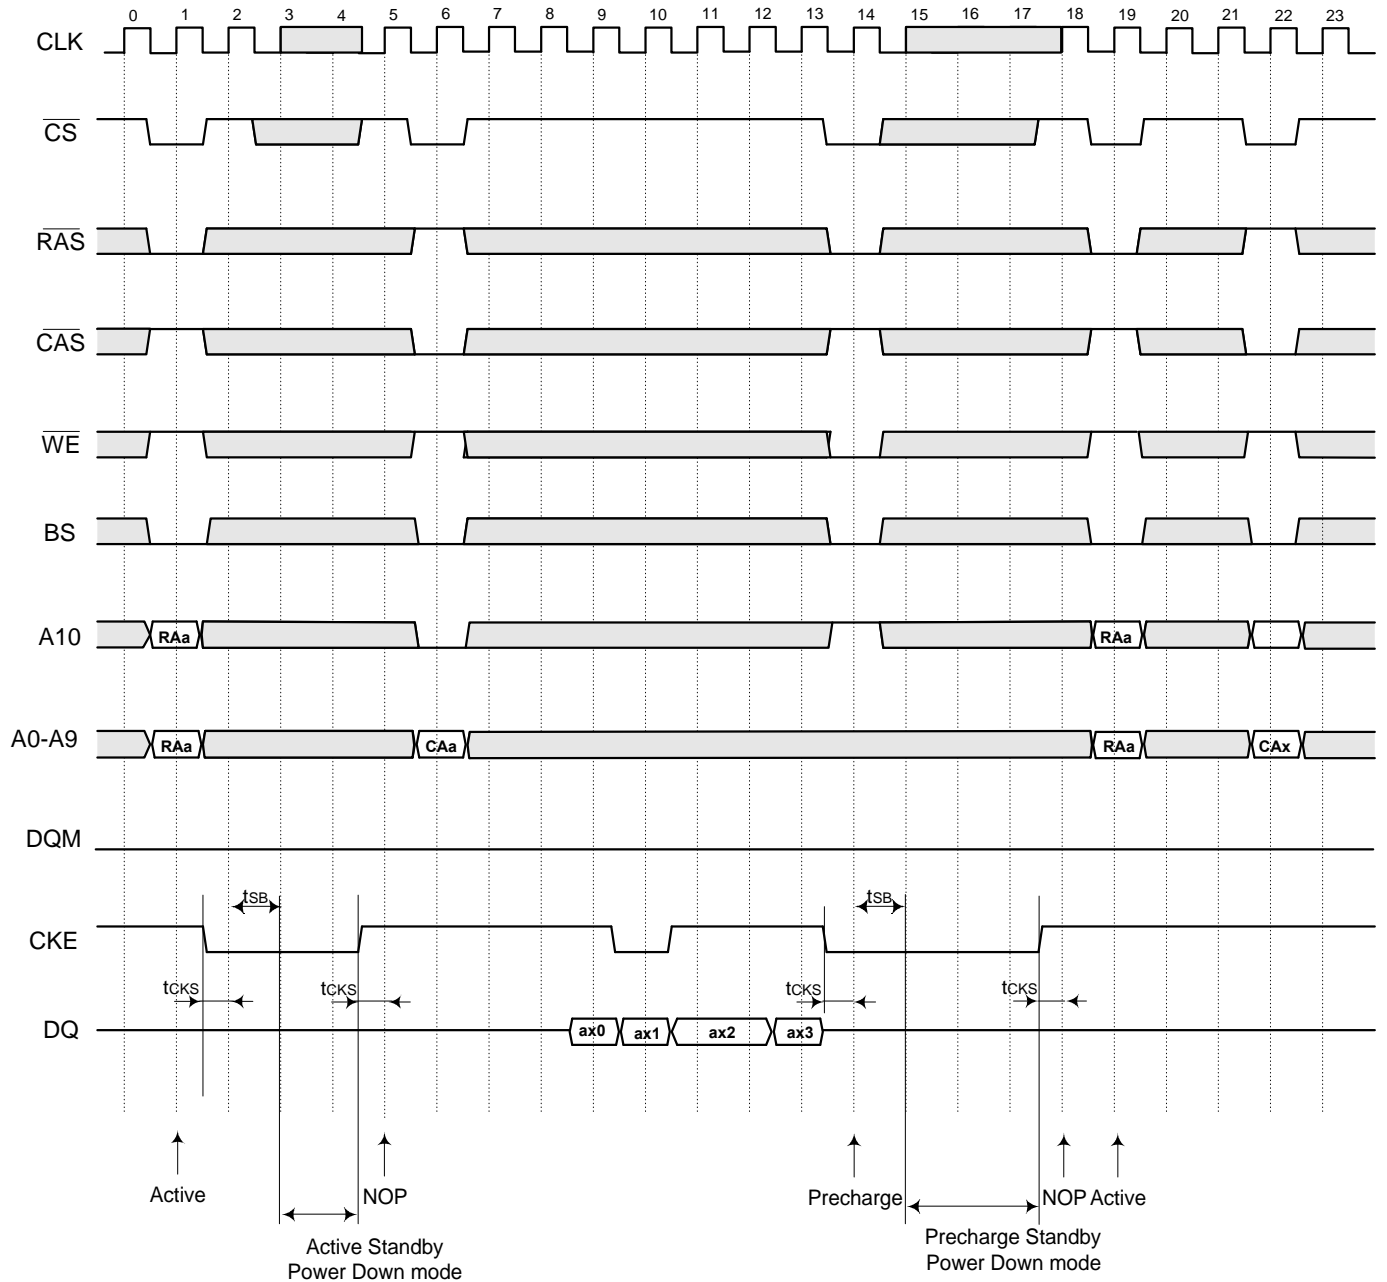 0 1 2 3 4 5 6 7 8 9 10 11 12 13 14 15 16 17 18 19 20 21 22 23
CLK
CS
RAS
CAS
WE
BS
A10
RAa
RAa
A0-A9
RAa
CAa
RAa
CAx
DQM
tSB
tSB
CKE
tCKS
tCKS
tCKS
tCKS
DQ
ax0
ax1
ax2
ax3
Active
NOP
Precharge
NOP Active
Active Standby
Power Down mode
Precharge Standby
Power Down mode